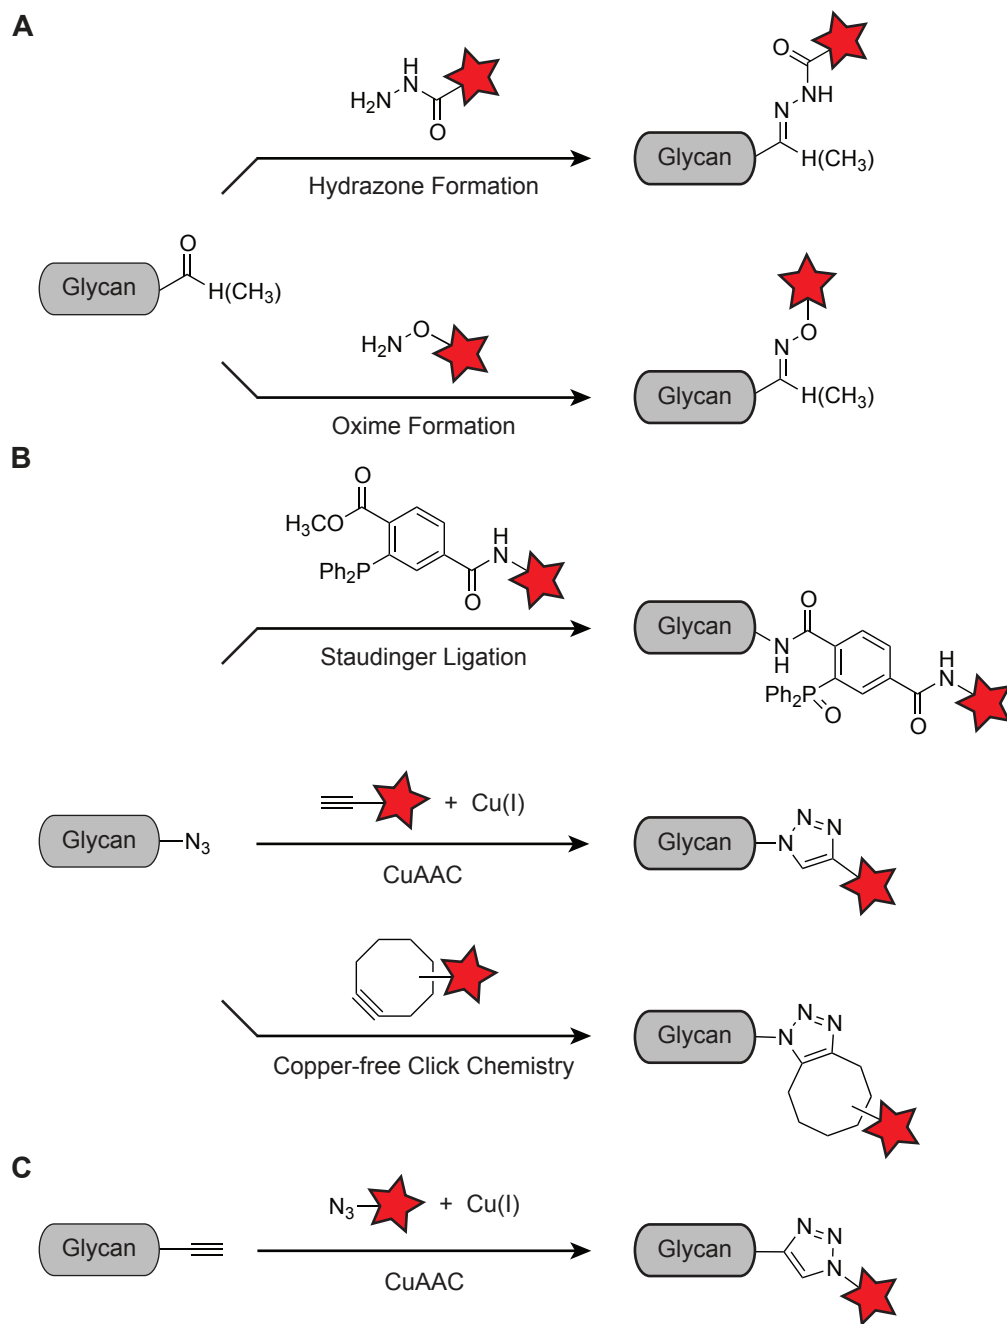 A
H
N
H₂N
O
Hydrazone Formation
O
N
NH
Glycan
H(CH₃)
O
Glycan
H(CH₃)
H₂N
O
Oxime Formation
N
O
Glycan
H(CH₃)
B
O
H₃CO
Ph₂P
H
N
O
Staudinger Ligation
Glycan
O
N
H
Ph₂P
O
H
N
O
Glycan
N₃
+ Cu(I)
CuAAC
Glycan
N
N
N
Copper-free Click Chemistry
Glycan
N
N
N
C
Glycan
N₃
+ Cu(I)
CuAAC
Glycan
N
N
N